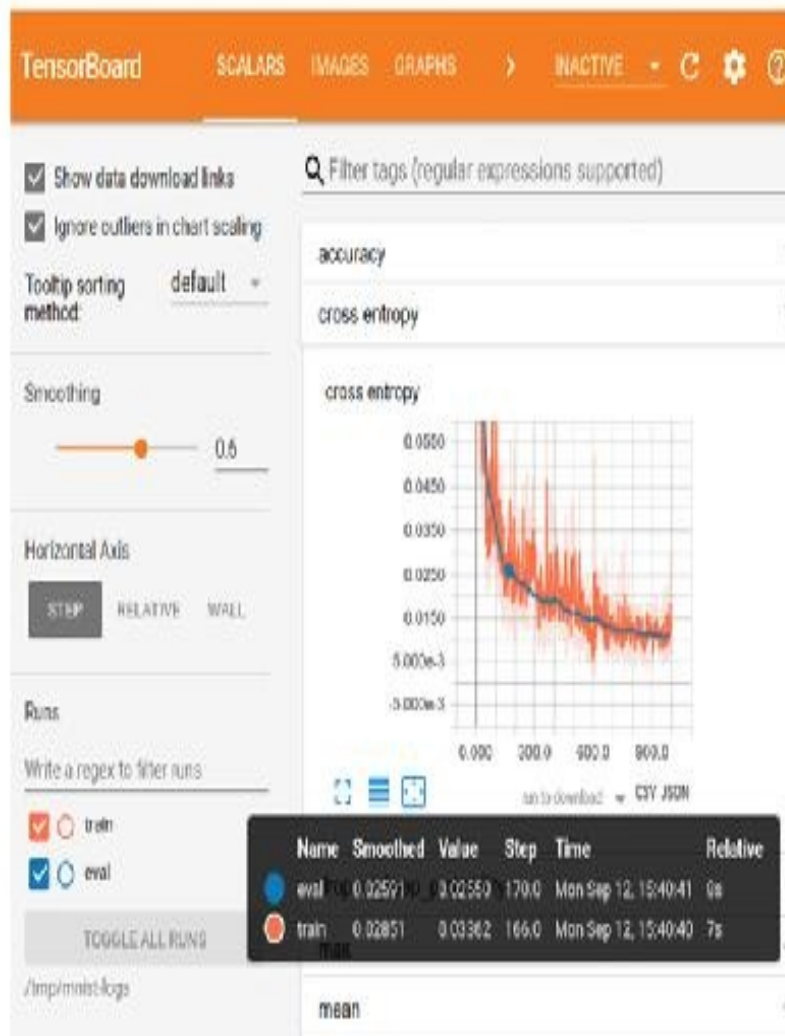 TensorBoard SCALARS IMAGES GRAPHS INACTIVE
Show data download links
Ignore outliers in chart scaling
Tooltip sorting method: default
Smoothing
0.6
Horizontal Axis
STEP RELATIVE WALL
Runs
Write a regex to filter runs
train
eval
TOGGLE ALL RUNS
/tmp/mnist-logs
Filter tags (regular expressions supported)
accuracy
cross entropy
cross entropy
0.0550
0.0450
0.0350
0.0250
0.0150
5.000e-3
-5.000e-3
0.000 300.0 600.0 900.0
run to download CSV JSON
Name Smoothed Value Step Time Relative
eval 0.02591 0.02550 170.0 Mon Sep 12, 15:40:41 8s
train 0.02851 0.03362 166.0 Mon Sep 12, 15:40:40 7s
max
mean